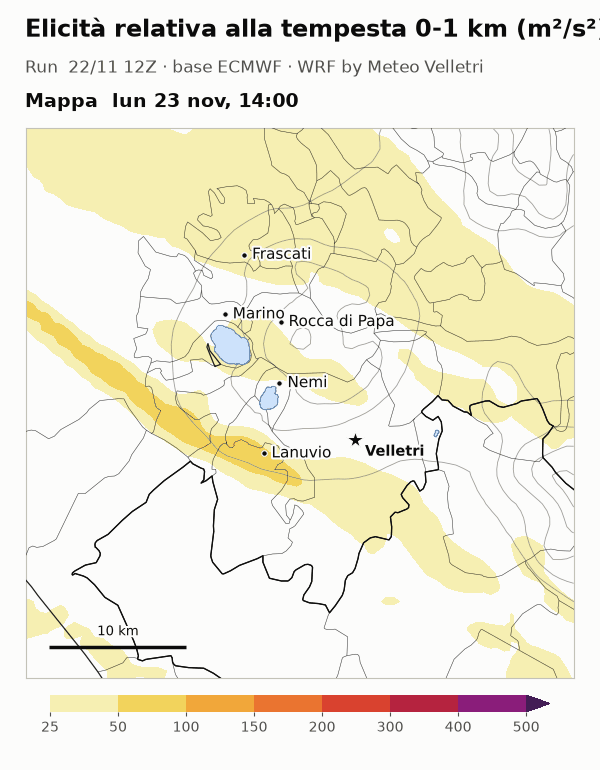 Elicità relativa alla tempesta 0-1 km (m²/s²)
Run 22/11 12Z · base ECMWF · WRF by Meteo Velletri
Mappa lun 23 nov, 14:00
Frascati
Marino
Rocca di Papa
Nemi
Velletri
Lanuvio
10 km
25 50 100 150 200 300 400 500